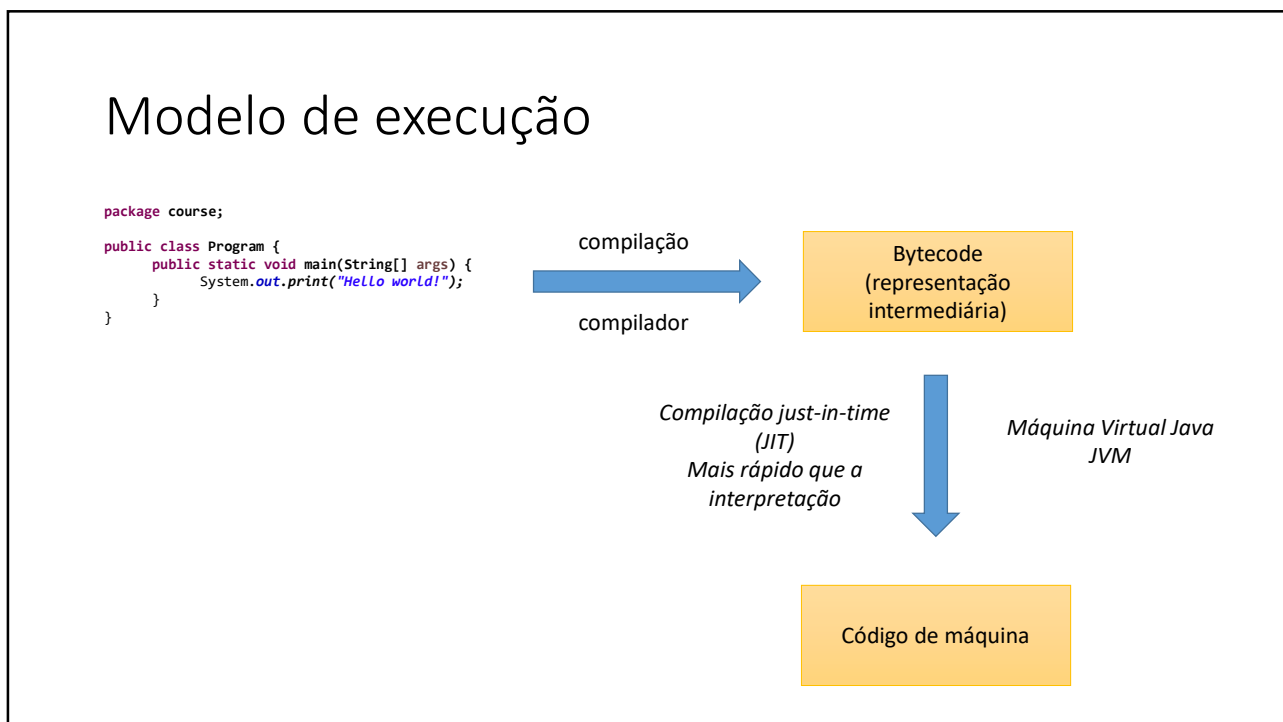 Modelo de execução
package course;
public class Program {
public static void main(String[] args) {
System.out.print("Hello world!");
}
}
compilação
compilador
Bytecode
(representação
intermediária)
Compilação just-in-time
(JIT)
Mais rápido que a
interpretação
Máquina Virtual Java
JVM
Código de máquina